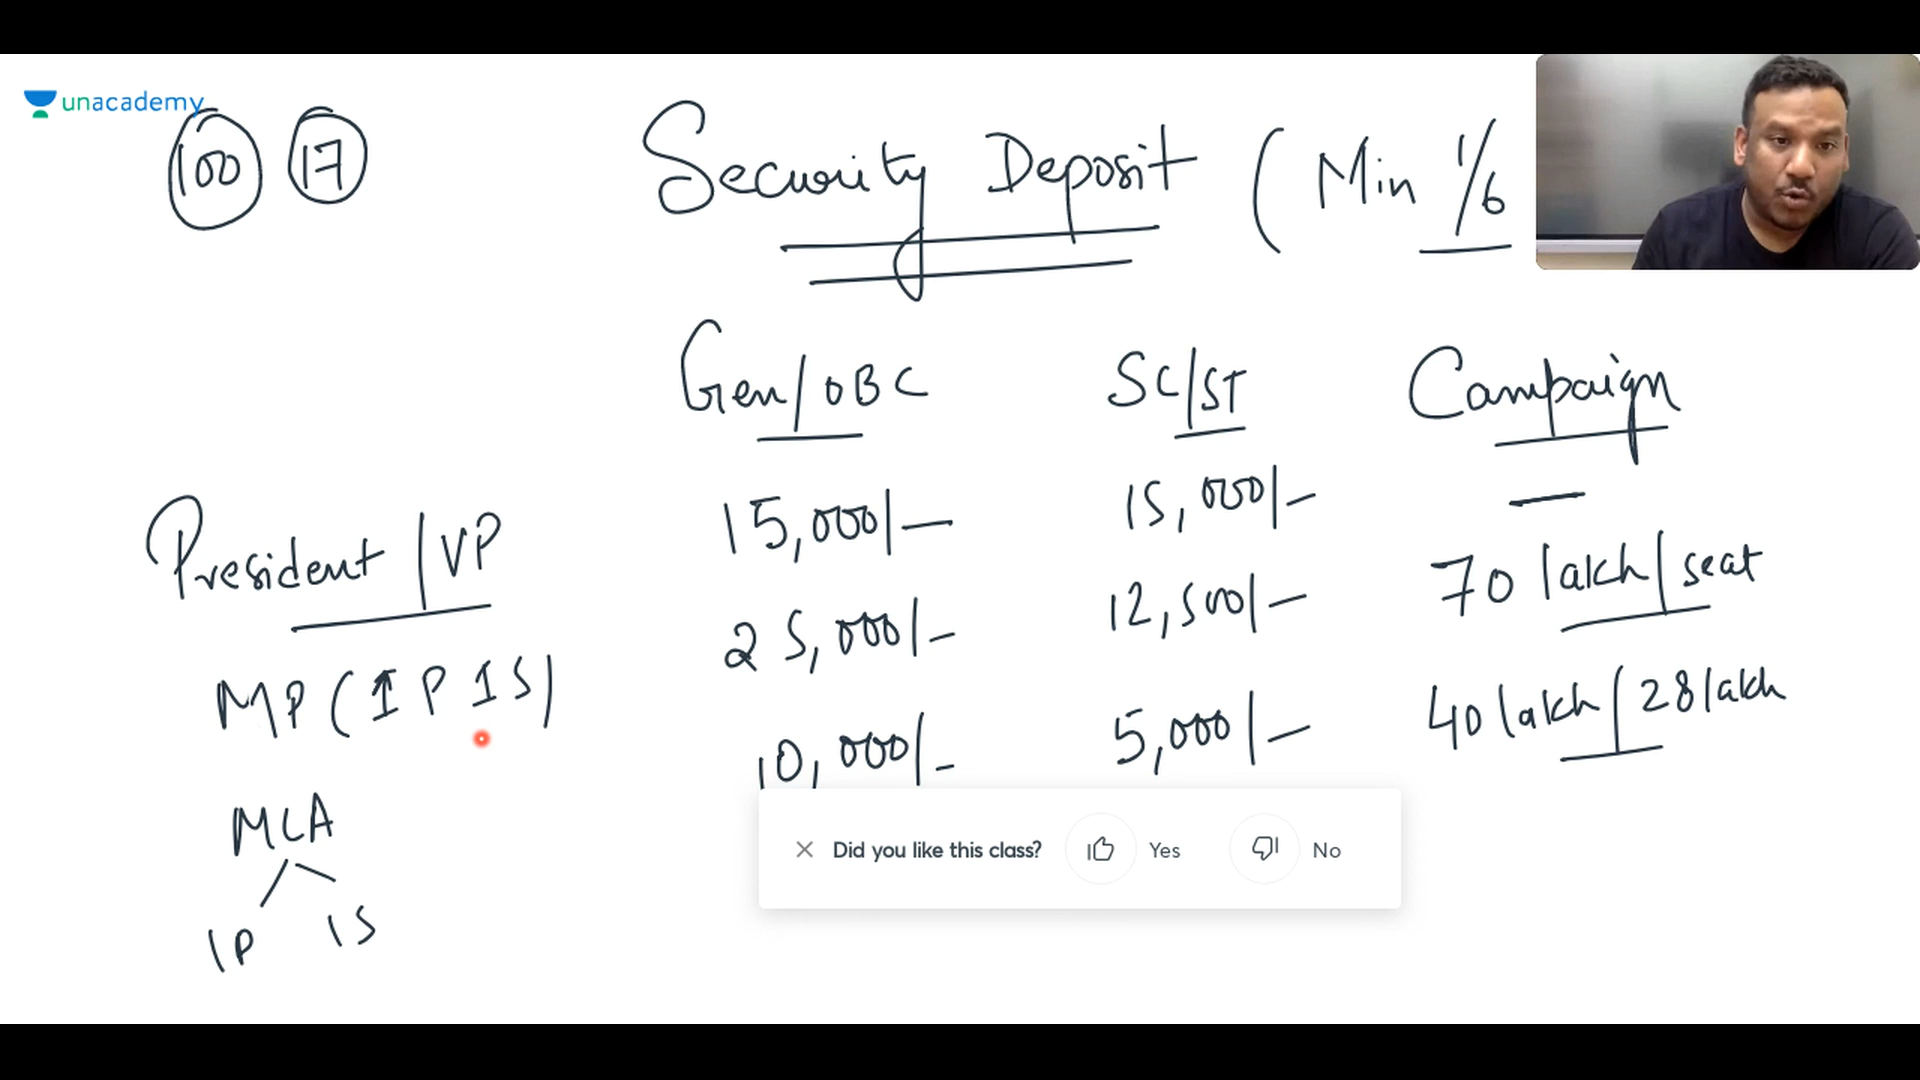 unacademy
100 17
Security Deposit ( Min 1/6
Gen/OBC SC/ST Campaign
President/VP 15,000/- 15,000/- —
MP (IP IS) 25,000/- 12,500/- 70 lakh/seat
MLA 10,000/- 5,000/- 40 lakh/28 lakh
IP IS
Did you like this class? Yes No